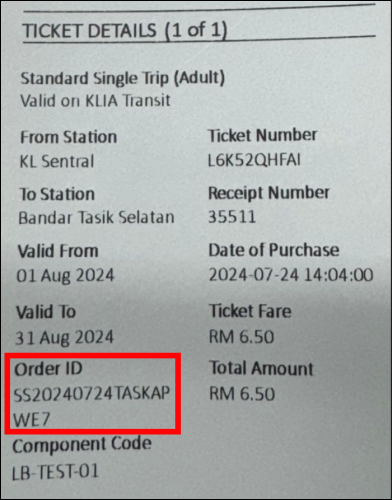 TICKET DETAILS (1 of 1)
Standard Single Trip (Adult)
Valid on KLIA Transit
From Station
KL Sentral
Ticket Number
L6K52QHFAI
To Station
Bandar Tasik Selatan
Receipt Number
35511
Valid From
01 Aug 2024
Date of Purchase
2024-07-24 14:04:00
Valid To
31 Aug 2024
Ticket Fare
RM 6.50
Order ID
SS20240724TASKAP
WE7
Total Amount
RM 6.50
Component Code
LB-TEST-01